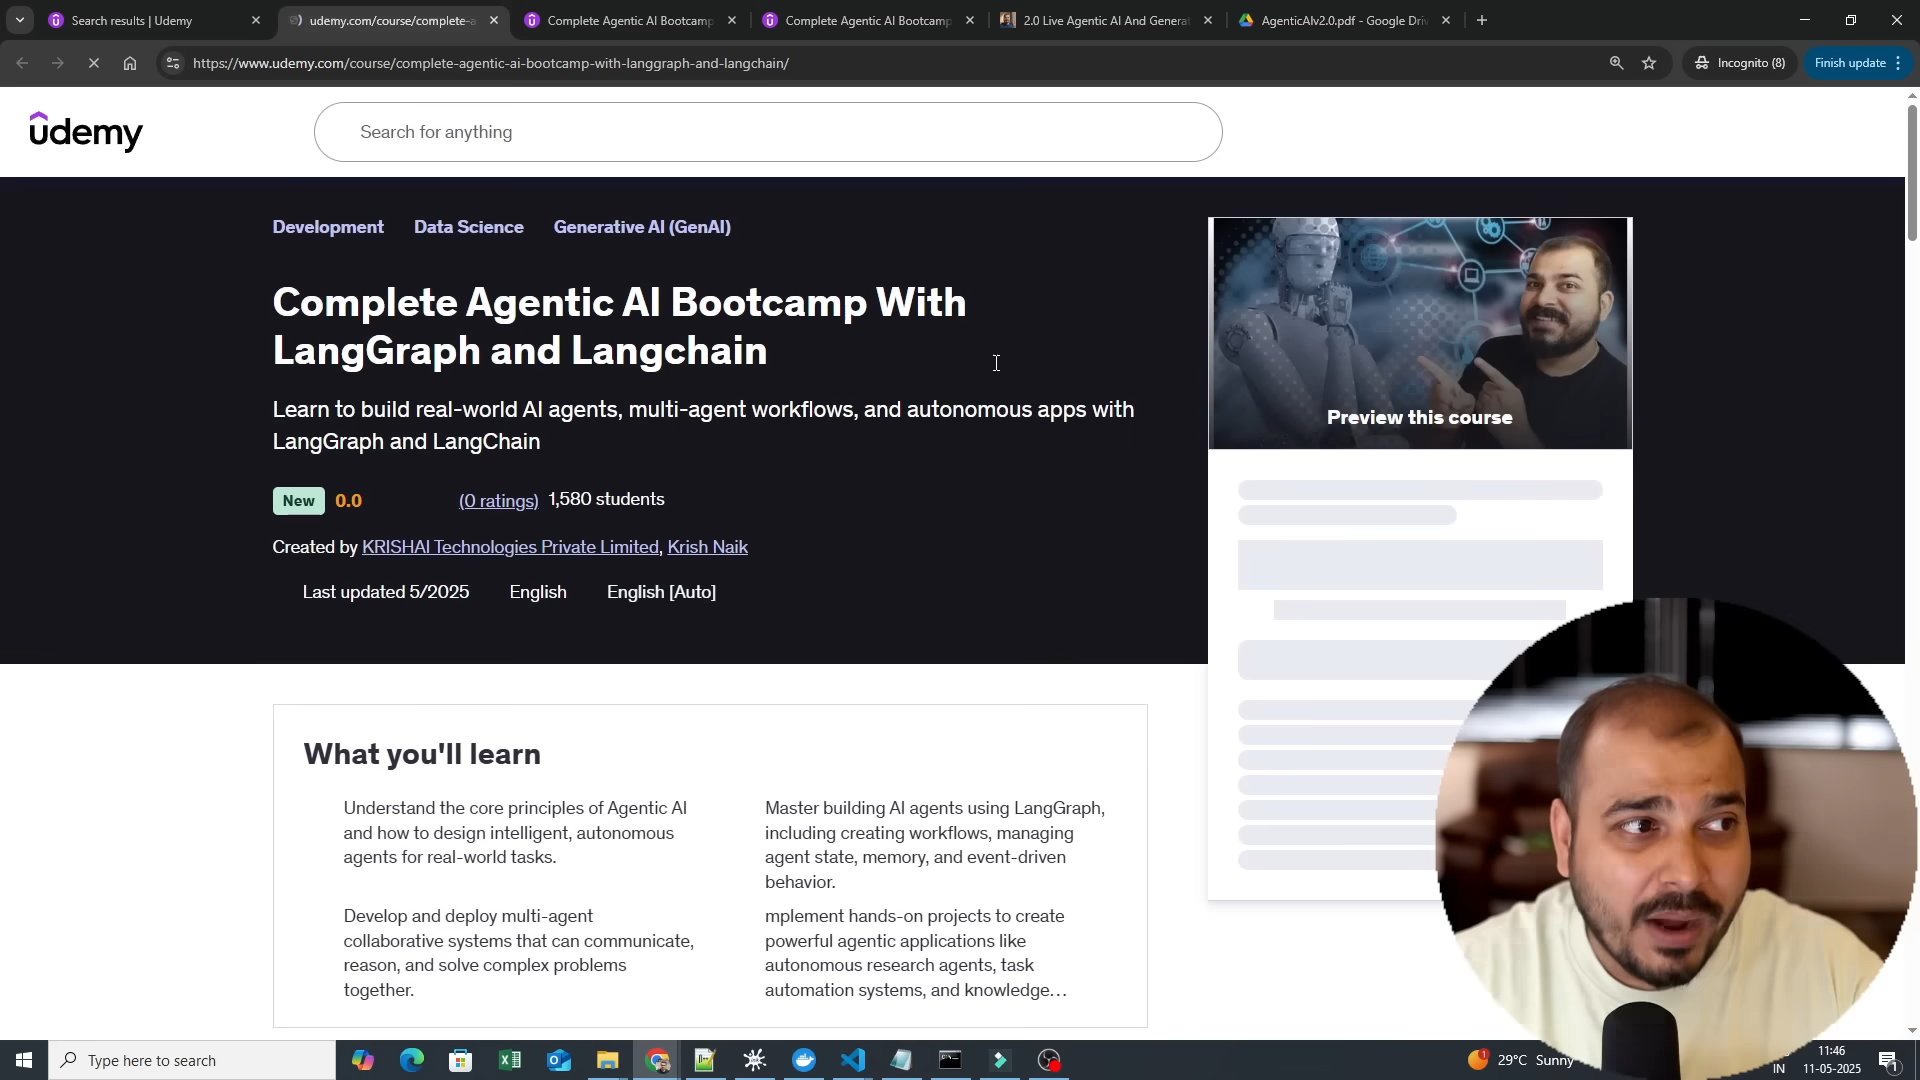 Search results | Udemy
udemy.com/course/complete-a
Complete Agentic AI Bootcamp
Complete Agentic AI Bootcamp
2.0 Live Agentic AI And Genera
AgenticAIv2.0.pdf - Google Driv
https://www.udemy.com/course/complete-agentic-ai-bootcamp-with-langgraph-and-langchain/
Incognito (8)
Finish update
udemy
Search for anything
Development
Data Science
Generative AI (GenAI)
Complete Agentic AI Bootcamp With
LangGraph and Langchain
Learn to build real-world AI agents, multi-agent workflows, and autonomous apps with
LangGraph and LangChain
New 0.0 (0 ratings) 1,580 students
Created by KRISHAI Technologies Private Limited, Krish Naik
Last updated 5/2025
English
English [Auto]
Preview this course
What you'll learn
Understand the core principles of Agentic AI
and how to design intelligent, autonomous
agents for real-world tasks.
Master building AI agents using LangGraph,
including creating workflows, managing
agent state, memory, and event-driven
behavior.
Develop and deploy multi-agent
collaborative systems that can communicate,
reason, and solve complex problems
together.
mplement hands-on projects to create
powerful agentic applications like
autonomous research agents, task
automation systems, and knowledge…
Type here to search
29°C Sunny
IN
11:46
11-05-2025